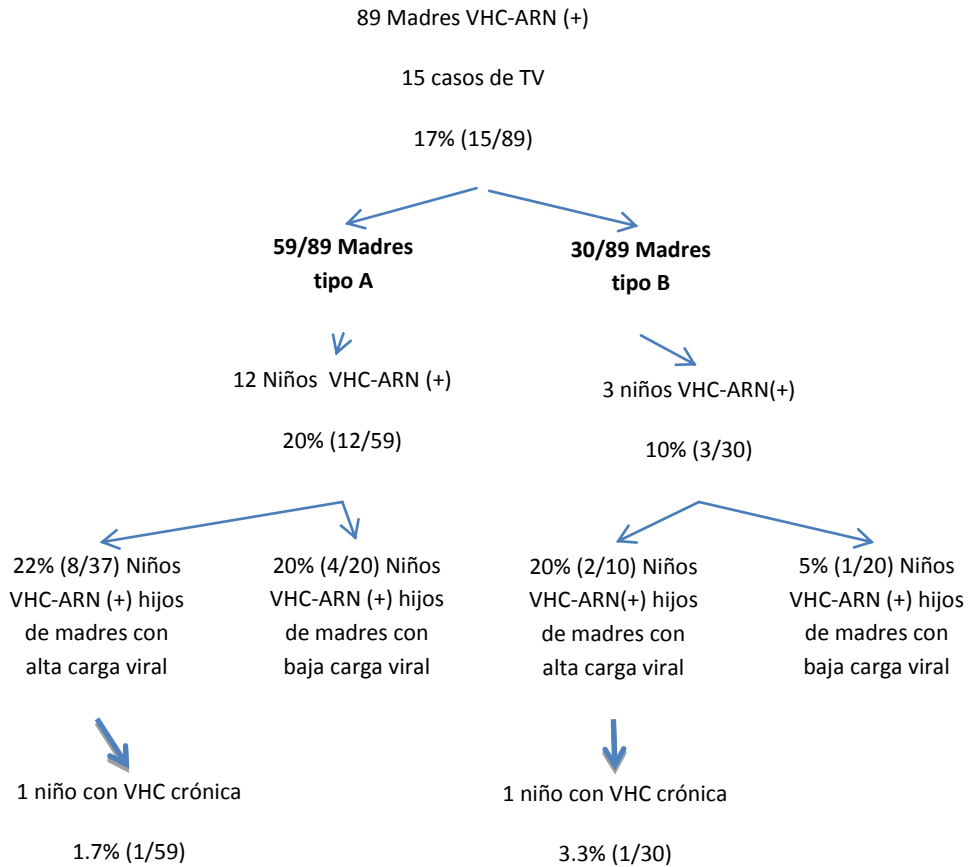 89 Madres VHC-ARN (+)
15 casos de TV
17% (15/89)
59/89 Madres
tipo A
30/89 Madres
tipo B
12 Niños VHC-ARN (+)
20% (12/59)
3 niños VHC-ARN(+)
10% (3/30)
22% (8/37) Niños
VHC-ARN (+) hijos
de madres con
alta carga viral
20% (4/20) Niños
VHC-ARN (+) hijos
de madres con
baja carga viral
20% (2/10) Niños
VHC-ARN(+) hijos
de madres con
alta carga viral
5% (1/20) Niños
VHC-ARN (+) hijos
de madres con
baja carga viral
1 niño con VHC crónica
1.7% (1/59)
1 niño con VHC crónica
3.3% (1/30)